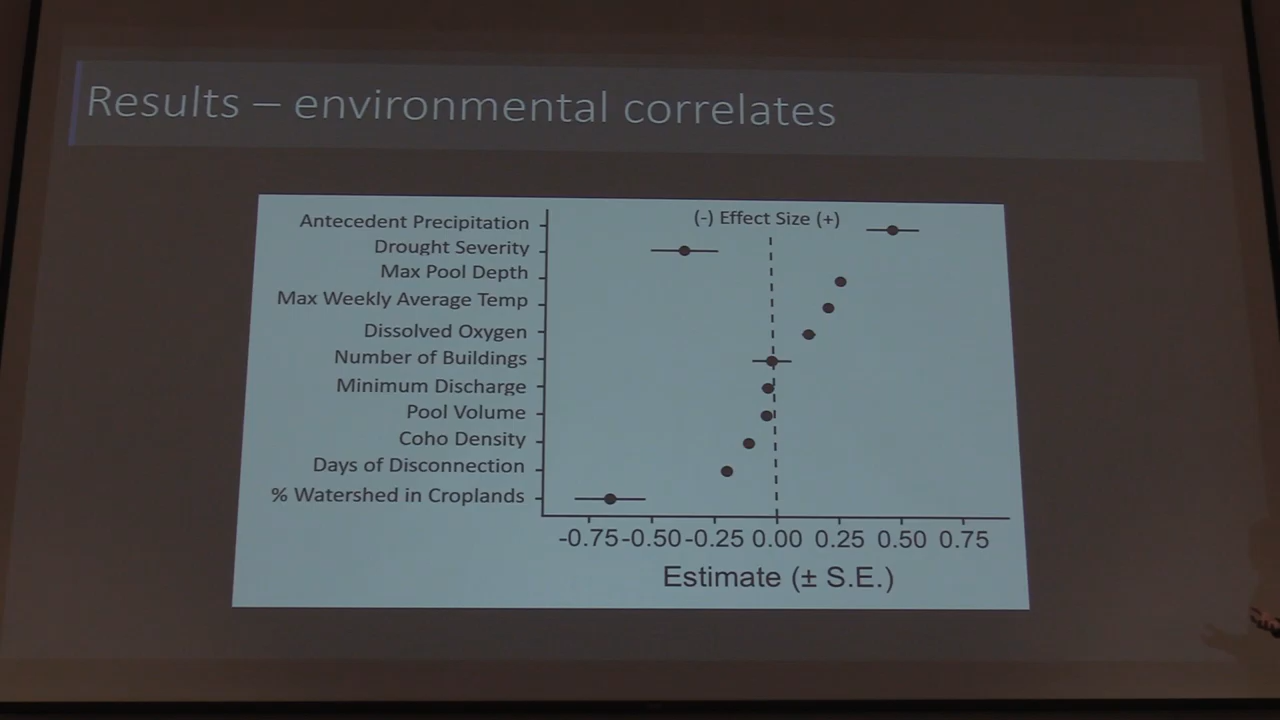 Results – environmental correlates
(-) Effect Size (+)
Antecedent Precipitation
Drought Severity
Max Pool Depth
Max Weekly Average Temp
Dissolved Oxygen
Number of Buildings
Minimum Discharge
Pool Volume
Coho Density
Days of Disconnection
% Watershed in Croplands
-0.75 -0.50 -0.25 0.00 0.25 0.50 0.75
Estimate (± S.E.)